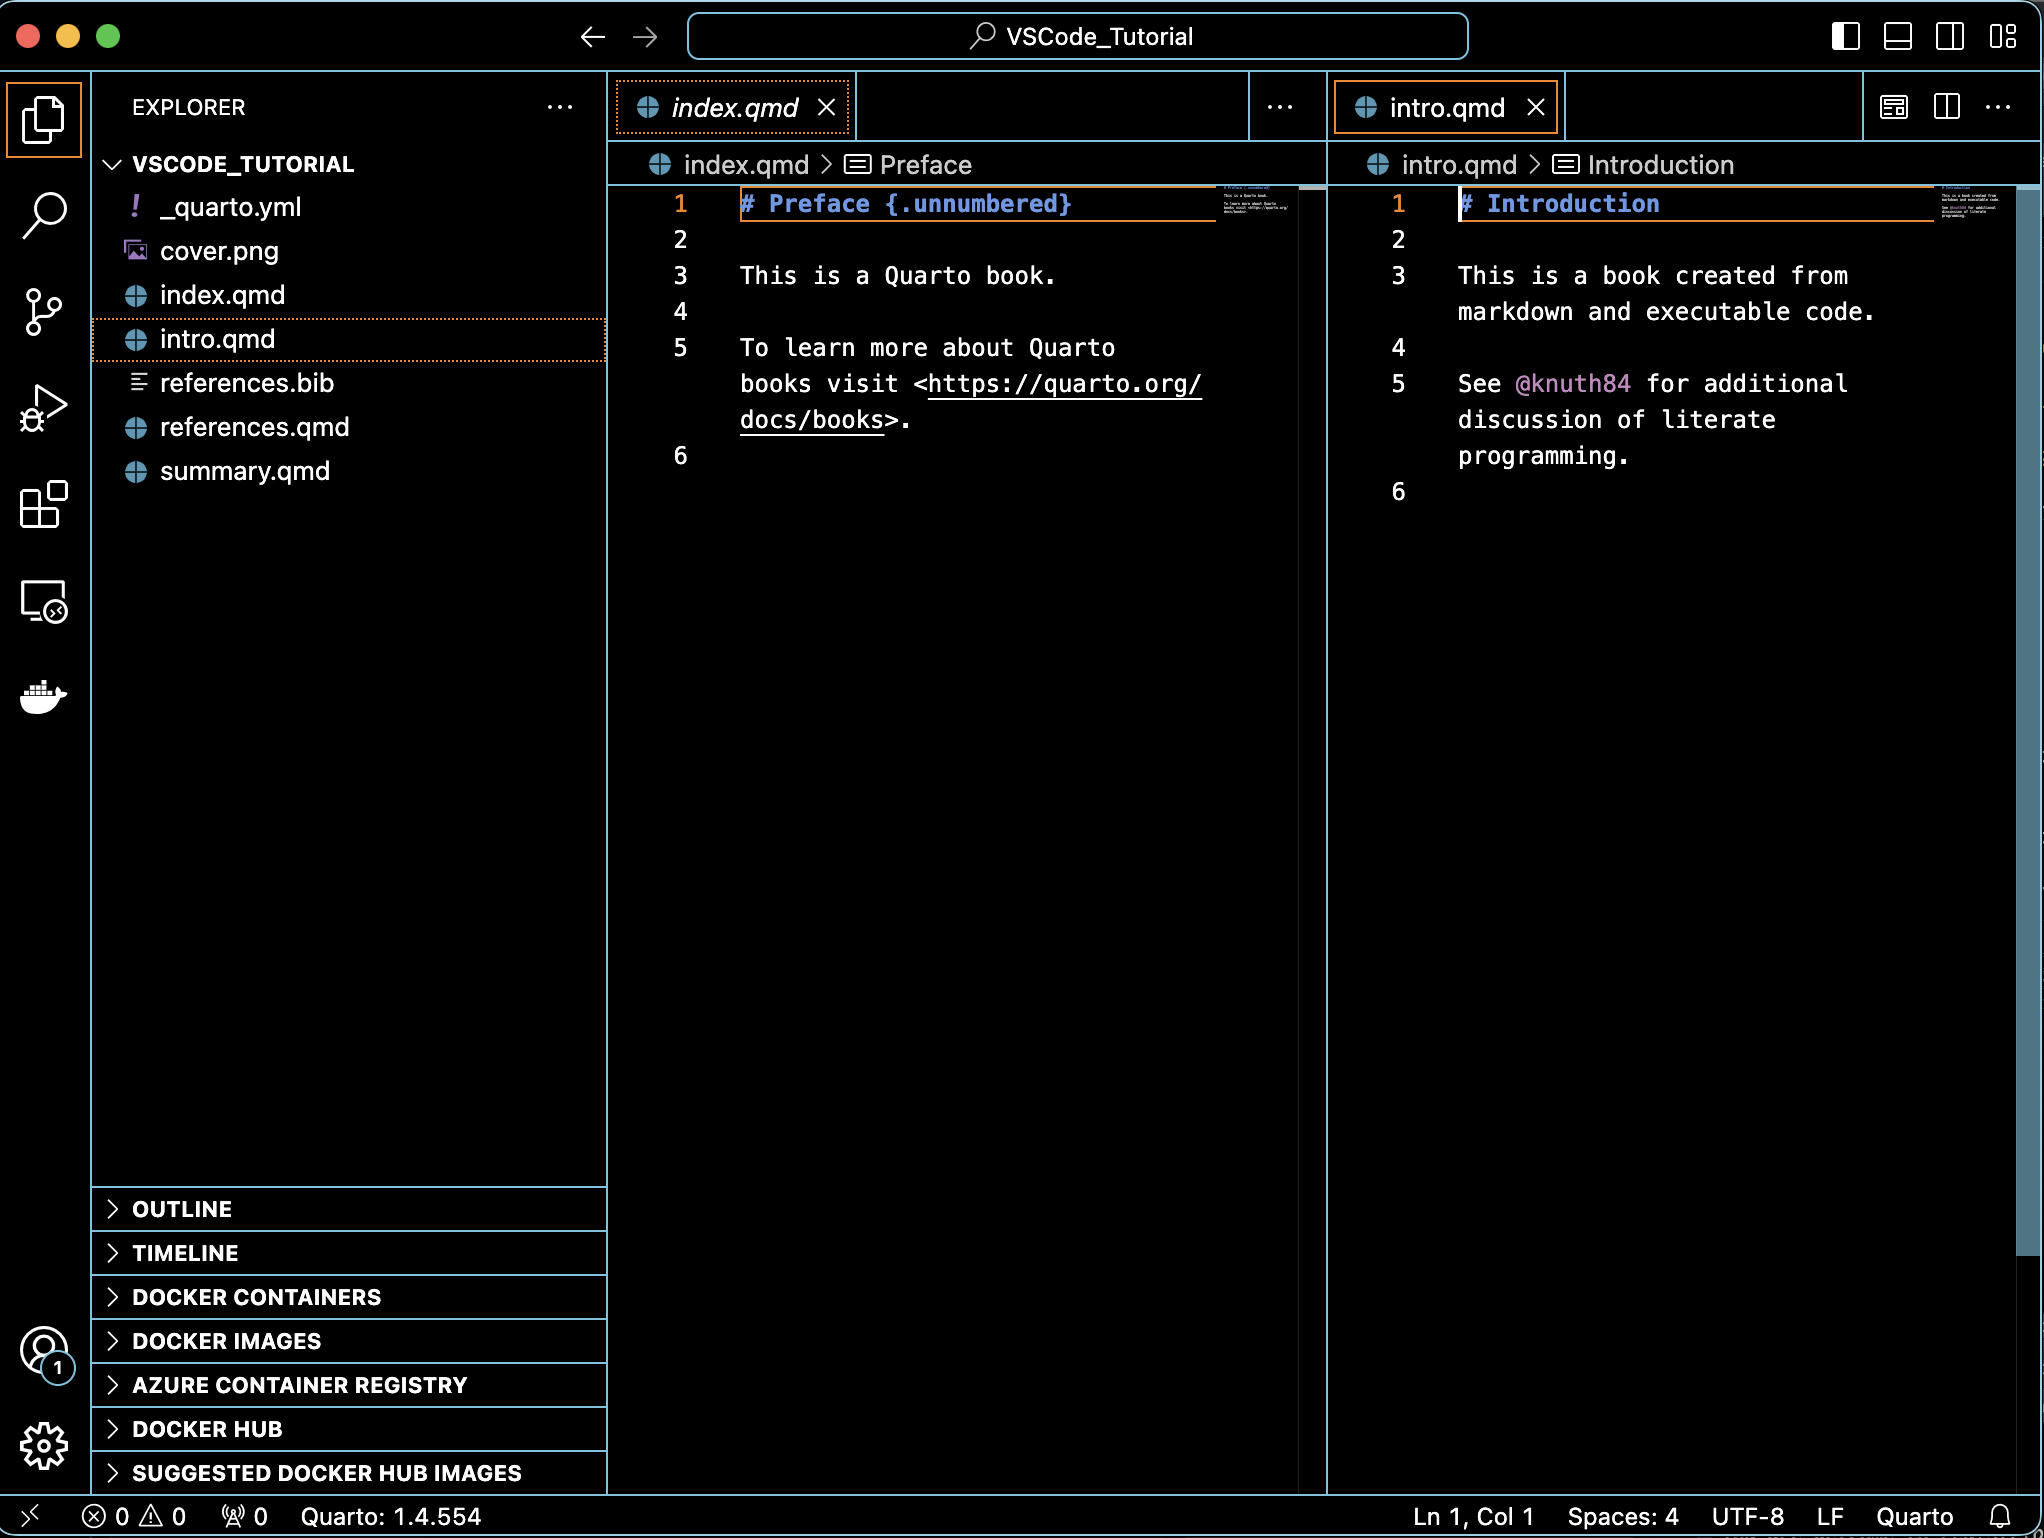 VSCode_Tutorial
EXPLORER
VSCODE_TUTORIAL
! _quarto.yml
cover.png
index.qmd
intro.qmd
references.bib
references.qmd
summary.qmd
OUTLINE
TIMELINE
DOCKER CONTAINERS
DOCKER IMAGES
AZURE CONTAINER REGISTRY
DOCKER HUB
SUGGESTED DOCKER HUB IMAGES
1
index.qmd
index.qmd > Preface
1 # Preface {.unnumbered}
2
3 This is a Quarto book.
4
5 To learn more about Quarto
books visit <https://quarto.org/
docs/books>.
6
intro.qmd
intro.qmd > Introduction
1 # Introduction
2
3 This is a book created from
markdown and executable code.
4
5 See @knuth84 for additional
discussion of literate
programming.
6
0 0 0 Quarto: 1.4.554 Ln 1, Col 1 Spaces: 4 UTF-8 LF Quarto